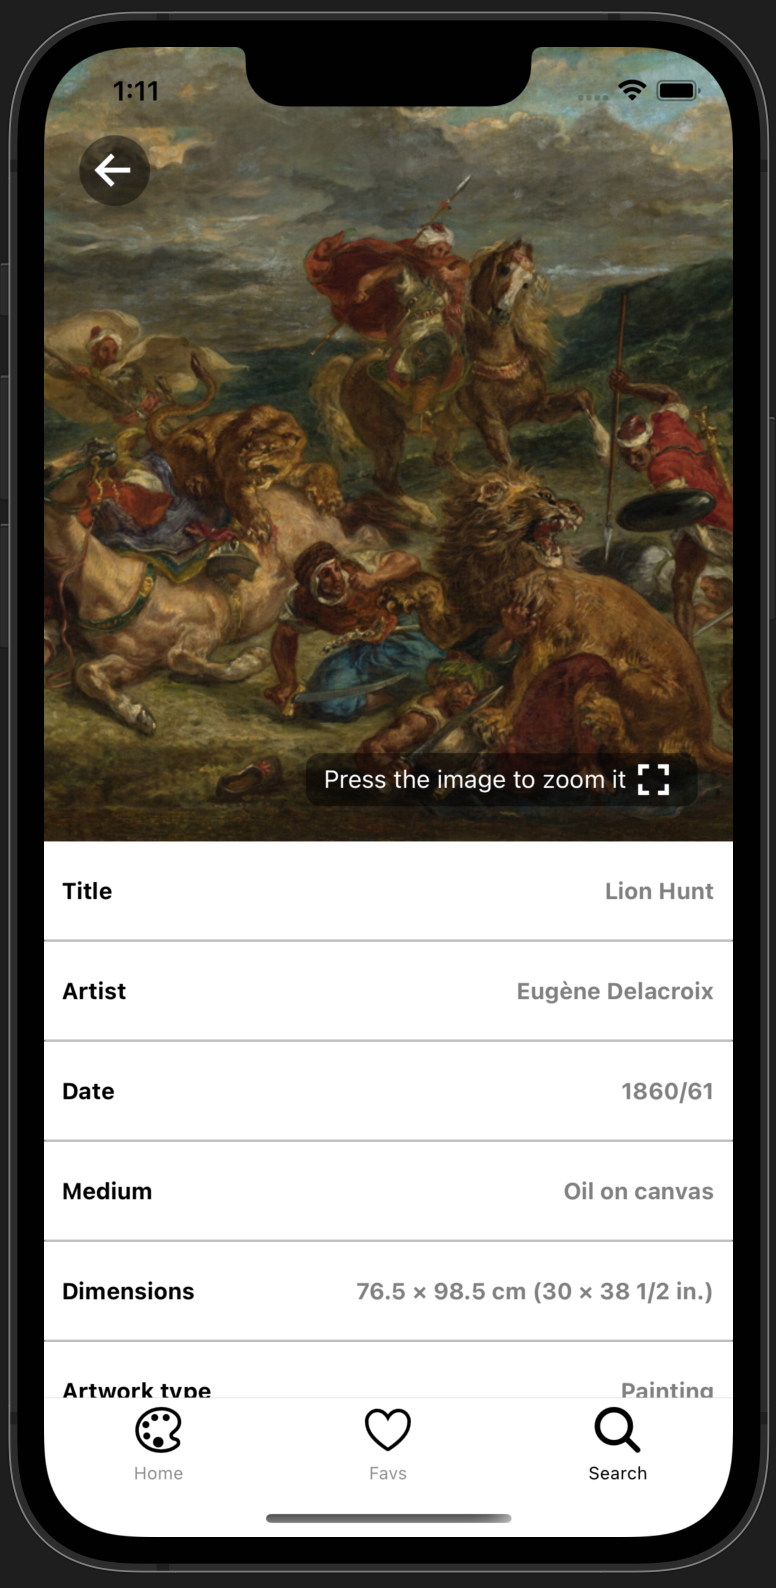 1:11
Press the image to zoom it
Title Lion Hunt
Artist Eugène Delacroix
Date 1860/61
Medium Oil on canvas
Dimensions 76.5 × 98.5 cm (30 × 38 1/2 in.)
Artwork type Painting
Home Favs Search